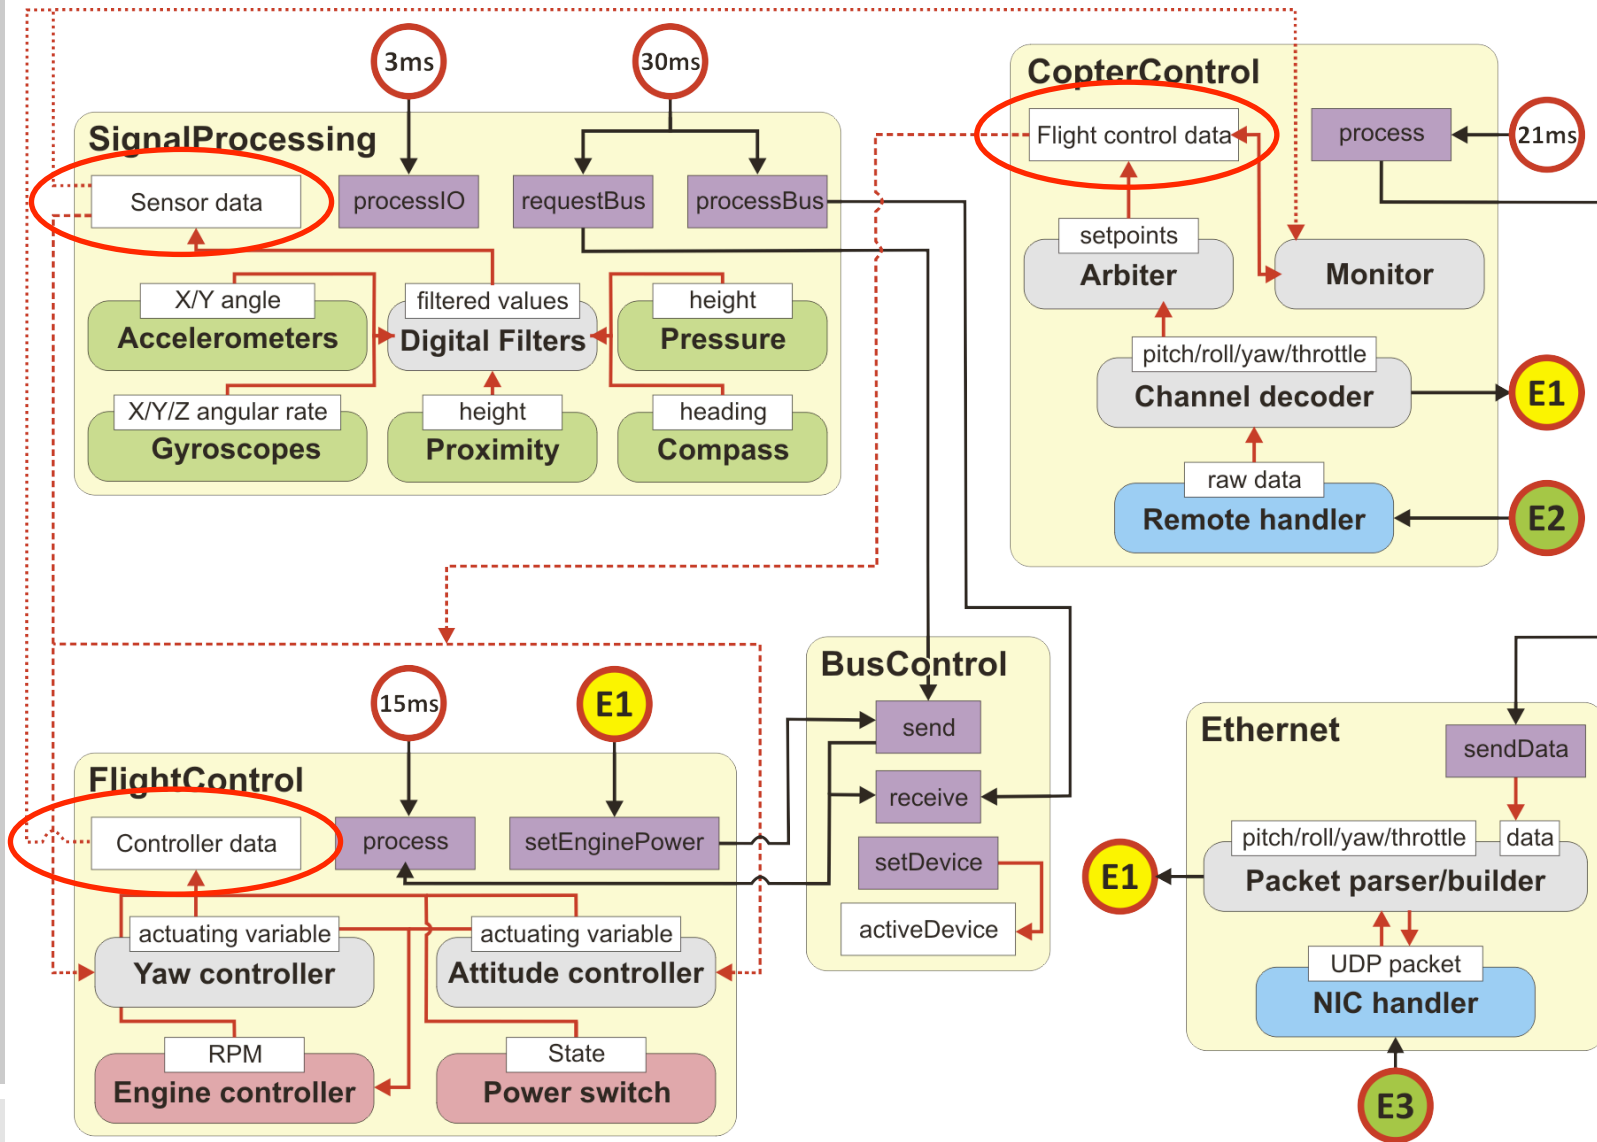 3ms
30ms
SignalProcessing
Sensor data
processIO
requestBus
processBus
X/Y angle
Accelerometers
filtered values
Digital Filters
height
Pressure
X/Y/Z angular rate
Gyroscopes
height
Proximity
heading
Compass
CopterControl
Flight control data
process
21ms
setpoints
Arbiter
Monitor
pitch/roll/yaw/throttle
Channel decoder
E1
raw data
Remote handler
E2
15ms
E1
FlightControl
Controller data
process
setEnginePower
actuating variable
Yaw controller
actuating variable
Attitude controller
RPM
Engine controller
State
Power switch
BusControl
send
receive
setDevice
activeDevice
Ethernet
sendData
pitch/roll/yaw/throttle
data
Packet parser/builder
E1
UDP packet
NIC handler
E3